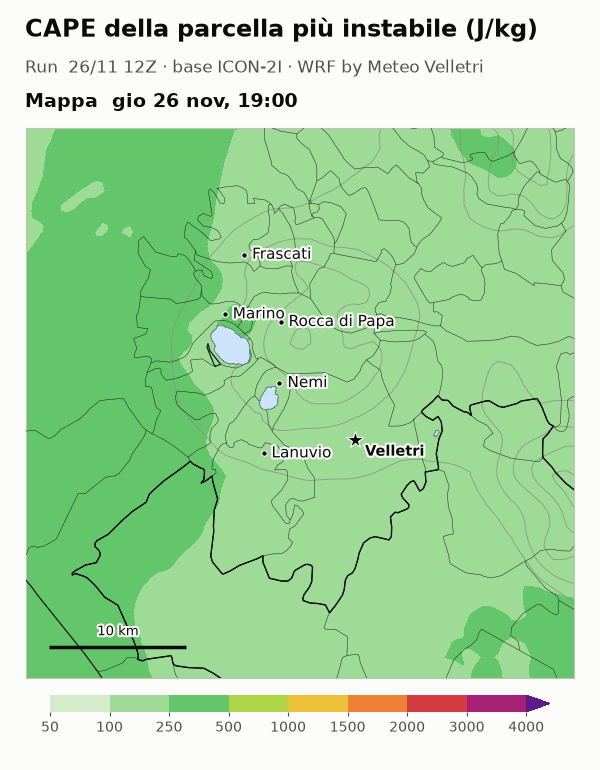 CAPE della parcella più instabile (J/kg)
Run  26/11 12Z · base ICON-2I · WRF by Meteo Velletri
Mappa  gio 26 nov, 19:00
Frascati
Marino
Rocca di Papa
Nemi
Velletri
Lanuvio
10 km
50 100 250 500 1000 1500 2000 3000 4000